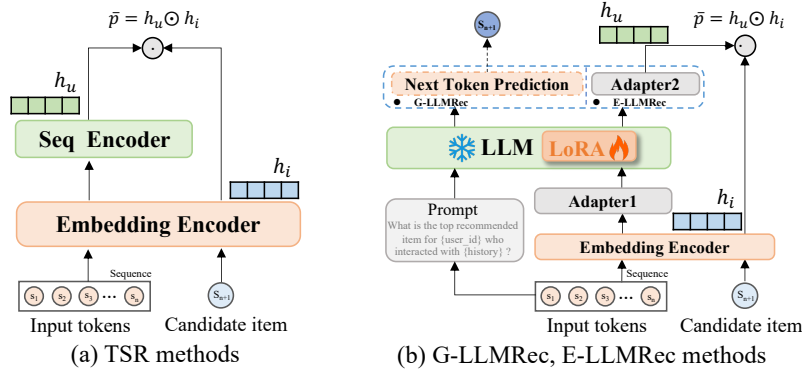 p̄ = h_u ⊙ h_i
h_u
Seq Encoder
h_i
Embedding Encoder
Sequence
s_1 s_2 s_3 ··· s_n
S_{n+1}
Input tokens
Candidate item
(a) TSR methods
S_{n+1}
h_u
p̄ = h_u ⊙ h_i
Next Token Prediction
Adapter2
• G-LLMRec
• E-LLMRec
LLM
LoRA
Prompt
What is the top recommended
item for {user_id} who
interacted with {history} ?
Adapter1
h_i
Embedding Encoder
Sequence
s_1 s_2 s_3 ··· s_n
S_{n+1}
Input tokens
Candidate item
(b) G-LLMRec, E-LLMRec methods